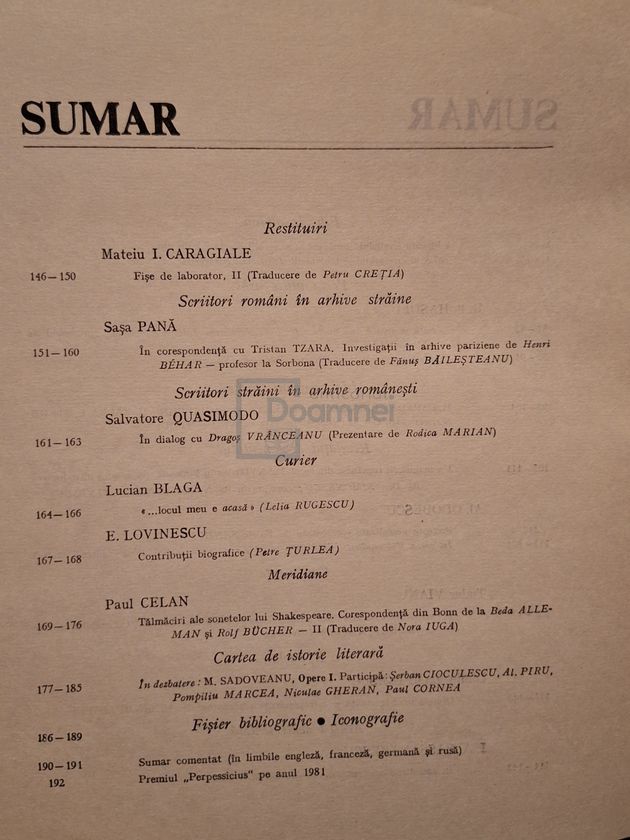 SUMAR
Restituiri
Mateiu I. CARAGIALE
146—150 Fișe de laborator, II (Traducere de Petru CREȚIA)
Scriitori români în arhive străine
Sașa PANĂ
151—160 În corespondență cu Tristan TZARA. Investigații în arhive pariziene de Henri
BÉHAR — profesor la Sorbona (Traducere de Fănuș BĂILEȘTEANU)
Scriitori străini în arhive românești
Salvatore QUASIMODO
Doamnei
161—163 În dialog cu Dragoș VRÂNCEANU (Prezentare de Rodica MARIAN)
Curier
Lucian BLAGA
164—166 «...locul meu e acasă» (Lelia RUGESCU)
E. LOVINESCU
167—168 Contribuții biografice (Petre ȚURLEA)
Meridiane
Paul CELAN
169—176 Tălmăciri ale sonetelor lui Shakespeare. Corespondență din Bonn de la Beda ALLE-
MAN și Rolf BÜCHER — II (Traducere de Nora IUGA)
Cartea de istorie literară
177—185 În dezbatere: M. SADOVEANU, Opere I. Participă: Șerban CIOCULESCU, Al. PIRU,
Pompiliu MARCEA, Niculae GHERAN, Paul CORNEA
Fișier bibliografic ● Iconografie
186—189
190—191 Sumar comentat (în limbile engleză, franceză, germană și rusă)
192 Premiul „Perpessicius" pe anul 1981